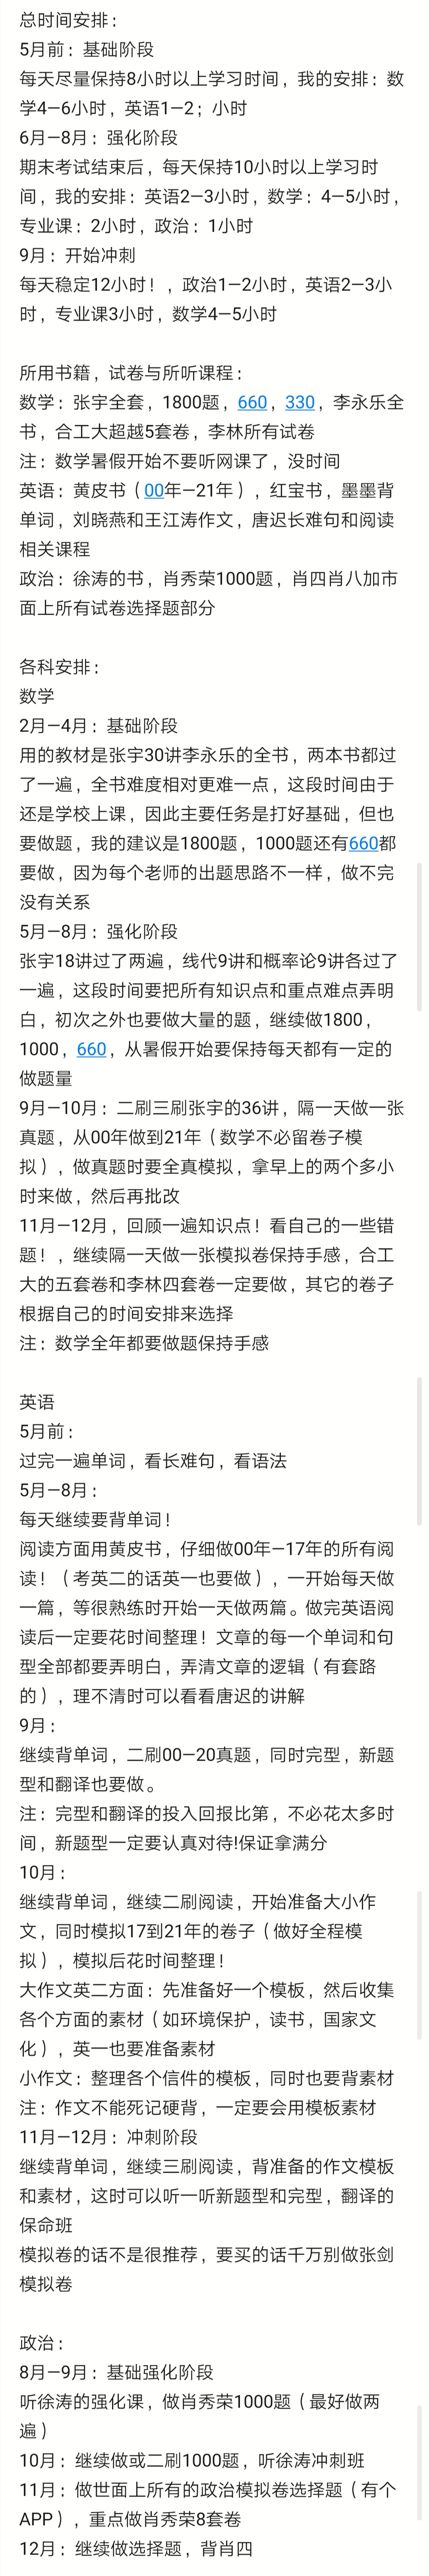 总时间安排：
5月前：基础阶段
每天尽量保持8小时以上学习时间，我的安排：数
学4—6小时，英语1—2；小时
6月—8月：强化阶段
期末考试结束后，每天保持10小时以上学习时
间，我的安排：英语2—3小时，数学：4—5小时，
专业课：2小时，政治：1小时
9月：开始冲刺
每天稳定12小时！，政治1—2小时，英语2—3小
时，专业课3小时，数学4—5小时
所用书籍，试卷与所听课程：
数学：张宇全套，1800题，660，330，李永乐全
书，合工大超越5套卷，李林所有试卷
注：数学暑假开始不要听网课了，没时间
英语：黄皮书（00年—21年），红宝书，墨墨背
单词，刘晓燕和王江涛作文，唐迟长难句和阅读
相关课程
政治：徐涛的书，肖秀荣1000题，肖四肖八加市
面上所有试卷选择题部分
各科安排：
数学
2月—4月：基础阶段
用的教材是张宇30讲李永乐的全书，两本书都过
了一遍，全书难度相对更难一点，这段时间由于
还是学校上课，因此主要任务是打好基础，但也
要做题，我的建议是1800题，1000题还有660都
要做，因为每个老师的出题思路不一样，做不完
没有关系
5月—8月：强化阶段
张宇18讲过了两遍，线代9讲和概率论9讲各过了
一遍，这段时间要把所有知识点和重点难点弄明
白，初次之外也要做大量的题，继续做1800，
1000，660，从暑假开始要保持每天都有一定的
做题量
9月—10月：二刷三刷张宇的36讲，隔一天做一张
真题，从00年做到21年（数学不必留卷子模
拟），做真题时要全真模拟，拿早上的两个多小
时来做，然后再批改
11月—12月，回顾一遍知识点！看自己的一些错
题！，继续隔一天做一张模拟卷保持手感，合工
大的五套卷和李林四套卷一定要做，其它的卷子
根据自己的时间安排来选择
注：数学全年都要做题保持手感
英语
5月前：
过完一遍单词，看长难句，看语法
5月—8月：
每天继续要背单词！
阅读方面用黄皮书，仔细做00年—17年的所有阅
读！（考英二的话英一也要做），一开始每天做
一篇，等很熟练时开始一天做两篇。做完英语阅
读后一定要花时间整理！文章的每一个单词和句
型全部都要弄明白，弄清文章的逻辑（有套路
的），理不清时可以看看唐迟的讲解
9月：
继续背单词，二刷00—20真题，同时完型，新题
型和翻译也要做。
注：完型和翻译的投入回报比第，不必花太多时
间，新题型一定要认真对待!保证拿满分
10月：
继续背单词，继续二刷阅读，开始准备大小作
文，同时模拟17到21年的卷子（做好全程模
拟），模拟后花时间整理！
大作文英二方面：先准备好一个模板，然后收集
各个方面的素材（如环境保护，读书，国家文
化），英一也要准备素材
小作文：整理各个信件的模板，同时也要背素材
注：作文不能死记硬背，一定要会用模板素材
11月—12月：冲刺阶段
继续背单词，继续三刷阅读，背准备的作文模板
和素材，这时可以听一听新题型和完型，翻译的
保命班
模拟卷的话不是很推荐，要买的话千万别做张剑
模拟卷
政治：
8月—9月：基础强化阶段
听徐涛的强化课，做肖秀荣1000题（最好做两
遍）
10月：继续做或二刷1000题，听徐涛冲刺班
11月：做世面上所有的政治模拟卷选择题（有个
APP），重点做肖秀荣8套卷
12月：继续做选择题，背肖四